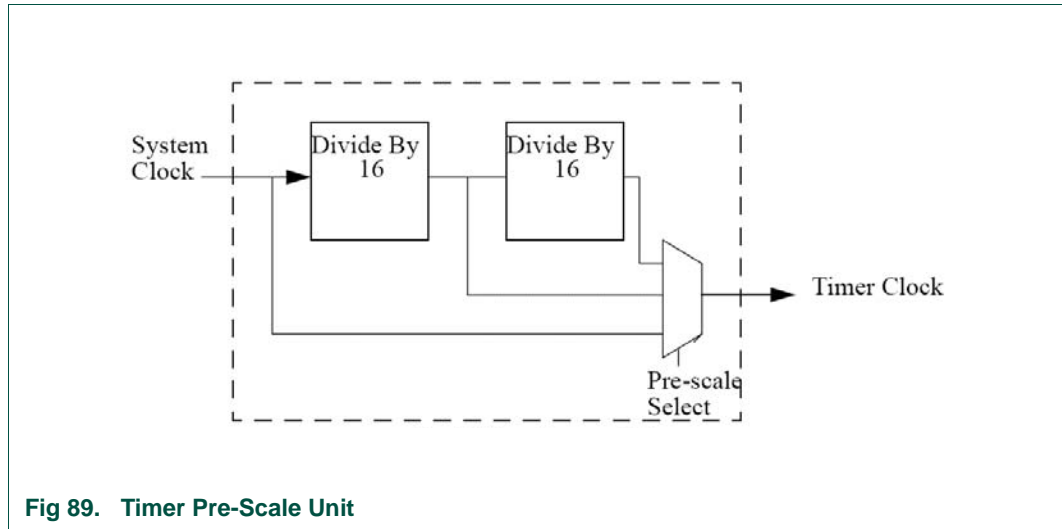 System
Clock
Divide By
16
Divide By
16
Timer Clock
Pre-scale
Select
Fig 89. Timer Pre-Scale Unit